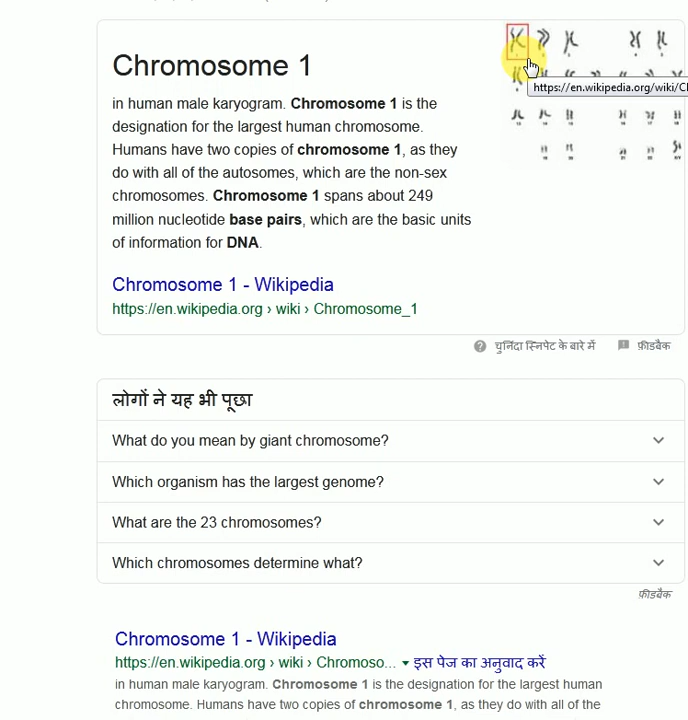 Chromosome 1
https://en.wikipedia.org/wiki/C
in human male karyogram. Chromosome 1 is the
designation for the largest human chromosome.
Humans have two copies of chromosome 1, as they
do with all of the autosomes, which are the non-sex
chromosomes. Chromosome 1 spans about 249
million nucleotide base pairs, which are the basic units
of information for DNA.
Chromosome 1 - Wikipedia
https://en.wikipedia.org › wiki › Chromosome_1
चुनिंदा स्निपेट के बारे में
फ़ीडबैक
लोगों ने यह भी पूछा
What do you mean by giant chromosome?
Which organism has the largest genome?
What are the 23 chromosomes?
Which chromosomes determine what?
फ़ीडबैक
Chromosome 1 - Wikipedia
https://en.wikipedia.org › wiki › Chromoso... इस पेज का अनुवाद करें
in human male karyogram. Chromosome 1 is the designation for the largest human
chromosome. Humans have two copies of chromosome 1, as they do with all of the